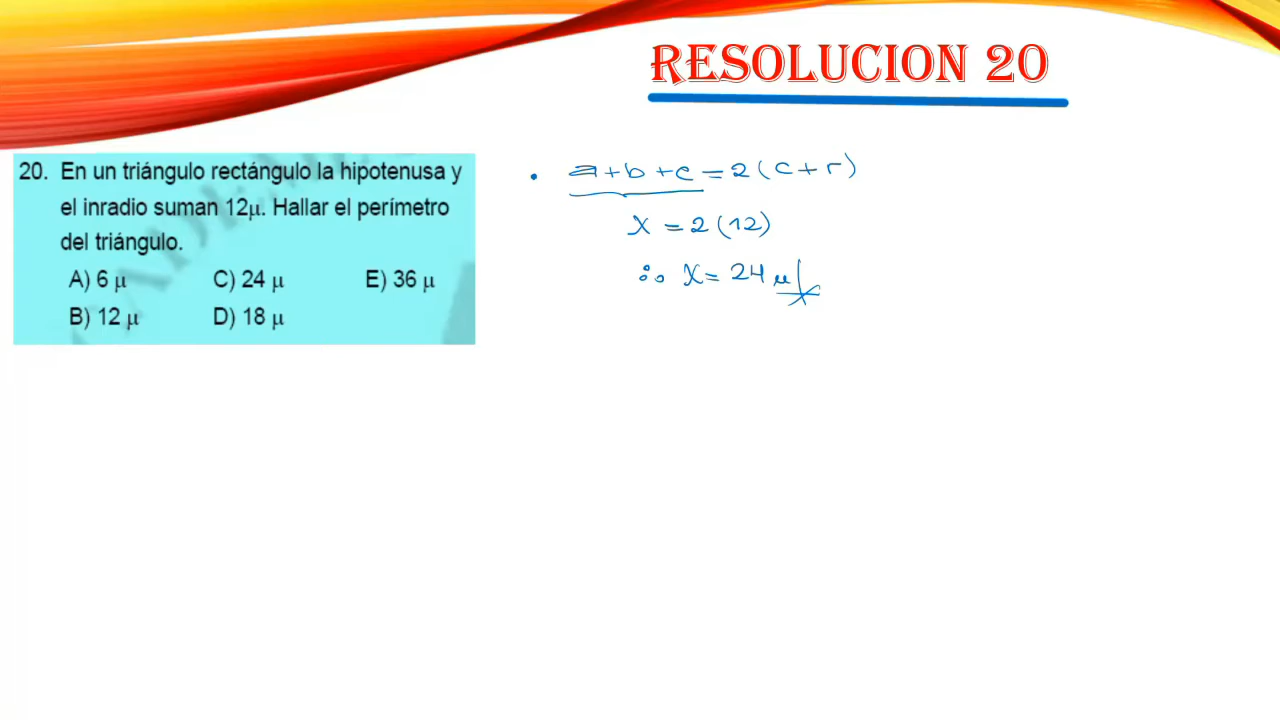 RESOLUCION 20
20. En un triángulo rectángulo la hipotenusa y
el inradio suman 12μ. Hallar el perímetro
del triángulo.
A) 6 μ C) 24 μ E) 36 μ
B) 12 μ D) 18 μ
• a+b+c = 2(c+r)
X = 2(12)
∴ X = 24 μ